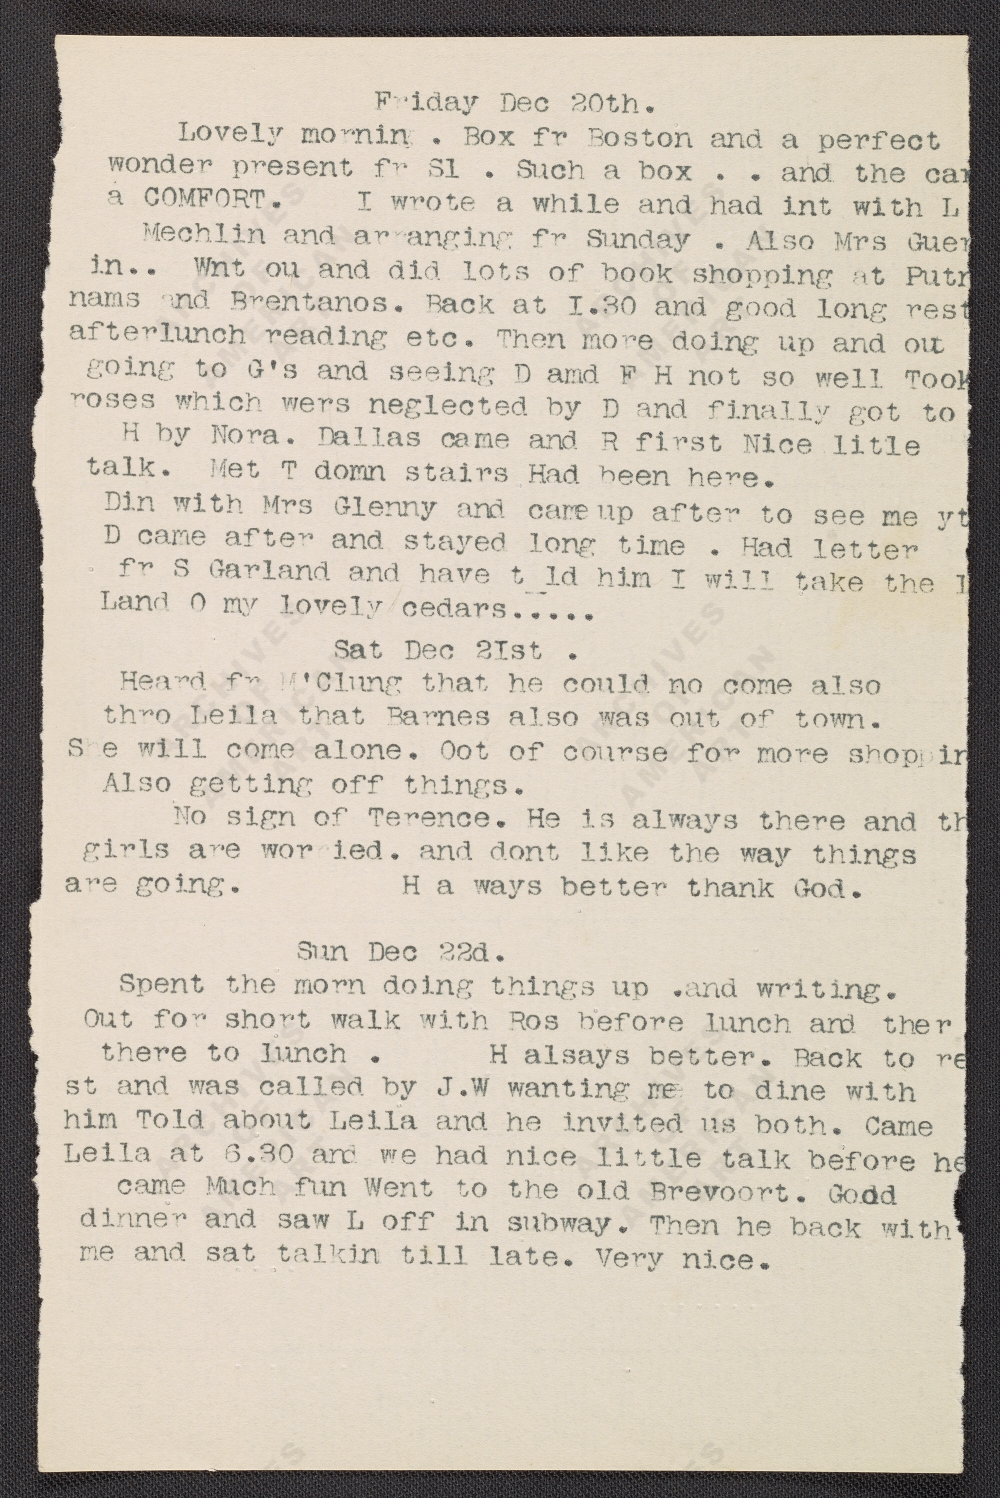 Friday Dec 20th.
Lovely mornin . Box fr Boston and a perfect
wonder present fr Sl . Such a box . . and the car
a COMFORT. I wrote a while and had int with L
Mechlin and arranging fr Sunday . Also Mrs Guer
in.. Wnt ou and did lots of book shopping at Putn
nams and Brentanos. Back at I.30 and good long rest
afterlunch reading etc. Then more doing up and out
going to G's and seeing D amd F H not so well Took
roses which wers neglected by D and finally got to
H by Nora. Dallas came and R first Nice litle
talk. Met T domn stairs Had been here.
Din with Mrs Glenny and came up after to see me yt
D came after and stayed long time . Had letter
fr S Garland and have t_ld him I will take the l
Land O my lovely cedars.....
Sat Dec 2Ist .
Heard fr M'Clung that he could no come also
thro Leila that Barnes also was out of town.
S e will come alone. Oot of course for more shoppin
Also getting off things.
No sign of Terence. He is always there and th
girls are wor ied. and dont like the way things
are going. H a ways better thank God.
Sun Dec 22d.
Spent the morn doing things up .and writing.
Out for short walk with Ros before lunch and ther
there to lunch . H alsays better. Back to re
st and was called by J.W wanting me to dine with
him Told about Leila and he invited us both. Came
Leila at 6.30 and we had nice little talk before he
came Much fun Went to the old Brevoort. Godd
dinner and saw L off in subway. Then he back with
me and sat talkin till late. Very nice.